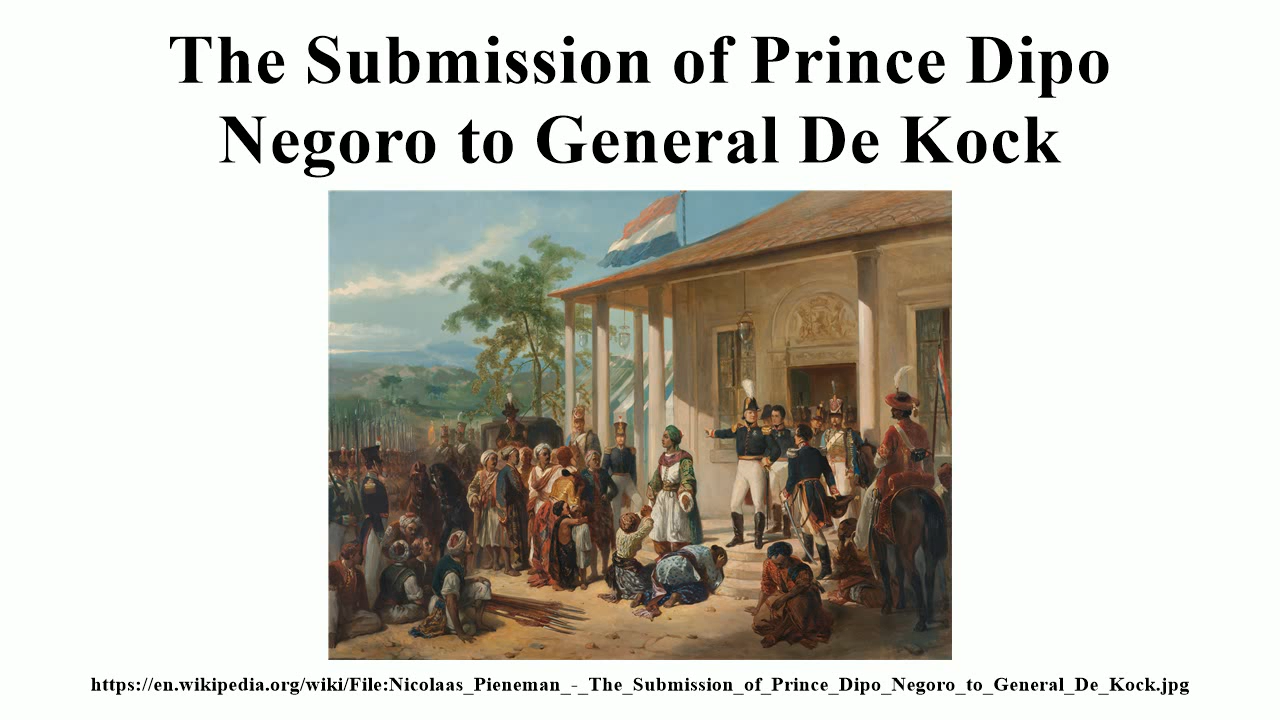 The Submission of Prince Dipo
Negoro to General De Kock
https://en.wikipedia.org/wiki/File:Nicolaas_Pieneman_-_The_Submission_of_Prince_Dipo_Negoro_to_General_De_Kock.jpg